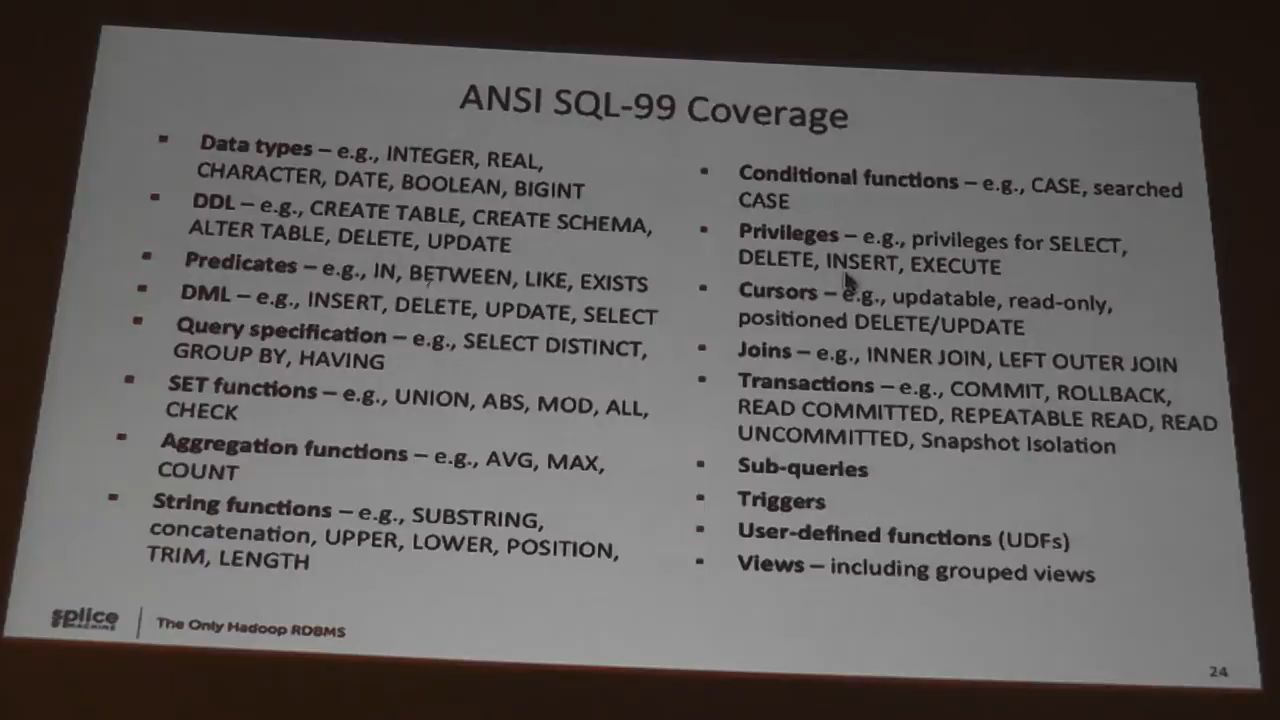 ANSI SQL-99 Coverage
▪ Data types – e.g., INTEGER, REAL,
CHARACTER, DATE, BOOLEAN, BIGINT
▪ DDL – e.g., CREATE TABLE, CREATE SCHEMA,
ALTER TABLE, DELETE, UPDATE
▪ Predicates – e.g., IN, BETWEEN, LIKE, EXISTS
▪ DML – e.g., INSERT, DELETE, UPDATE, SELECT
▪ Query specification – e.g., SELECT DISTINCT,
GROUP BY, HAVING
▪ SET functions – e.g., UNION, ABS, MOD, ALL,
CHECK
▪ Aggregation functions – e.g., AVG, MAX,
COUNT
▪ String functions – e.g., SUBSTRING,
concatenation, UPPER, LOWER, POSITION,
TRIM, LENGTH
▪ Conditional functions – e.g., CASE, searched
CASE
▪ Privileges – e.g., privileges for SELECT,
DELETE, INSERT, EXECUTE
▪ Cursors – e.g., updatable, read-only,
positioned DELETE/UPDATE
▪ Joins – e.g., INNER JOIN, LEFT OUTER JOIN
▪ Transactions – e.g., COMMIT, ROLLBACK,
READ COMMITTED, REPEATABLE READ, READ
UNCOMMITTED, Snapshot Isolation
▪ Sub-queries
▪ Triggers
▪ User-defined functions (UDFs)
▪ Views – including grouped views
splice
MACHINE
The Only Hadoop RDBMS
24